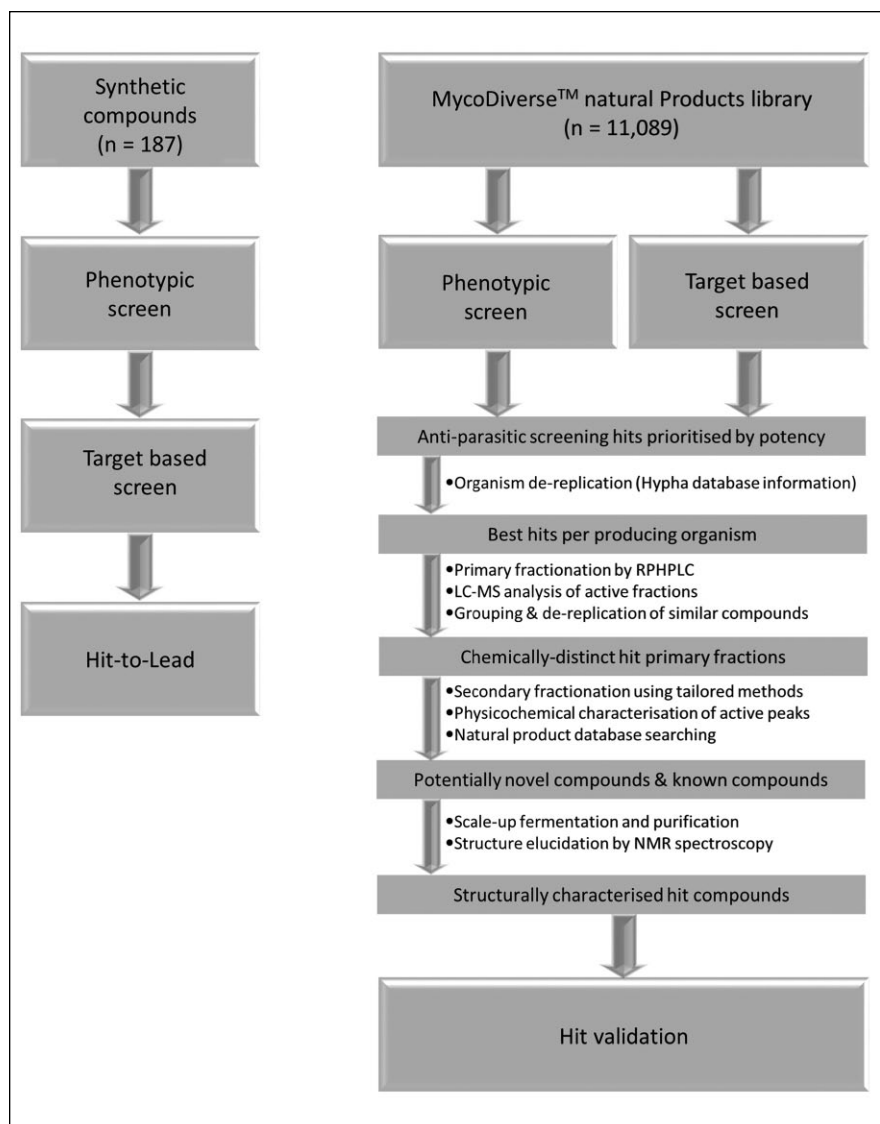 Synthetic
compounds
(n = 187)
Phenotypic
screen
Target based
screen
Hit-to-Lead
MycoDiverse™ natural Products library
(n = 11,089)
Phenotypic
screen
Target based
screen
Anti-parasitic screening hits prioritised by potency
•Organism de-replication (Hypha database information)
Best hits per producing organism
•Primary fractionation by RPHPLC
•LC-MS analysis of active fractions
•Grouping & de-replication of similar compounds
Chemically-distinct hit primary fractions
•Secondary fractionation using tailored methods
•Physicochemical characterisation of active peaks
•Natural product database searching
Potentially novel compounds & known compounds
•Scale-up fermentation and purification
•Structure elucidation by NMR spectroscopy
Structurally characterised hit compounds
Hit validation